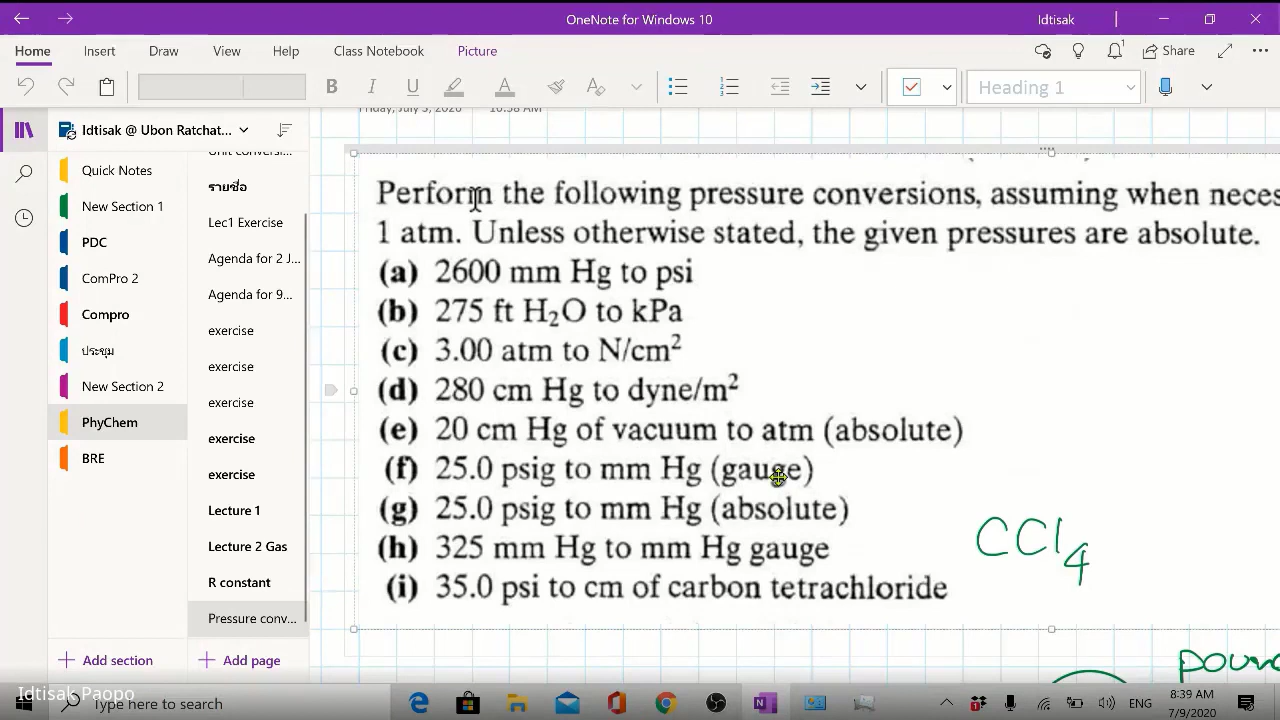 OneNote for Windows 10
Idtisak
Home Insert Draw View Help Class Notebook Picture
Share
B I U A
Heading 1
Friday, July 3, 2020 10:58 AM
Idtisak @ Ubon Ratchat...
Quick Notes
New Section 1
PDC
ComPro 2
Compro
ประชุม
New Section 2
PhyChem
BRE
Add section
รายชื่อ
Lec1 Exercise
Agenda for 2 J...
Agenda for 9...
exercise
exercise
exercise
exercise
exercise
Lecture 1
Lecture 2 Gas
R constant
Pressure conv...
Add page
Perform the following pressure conversions, assuming when neces
1 atm. Unless otherwise stated, the given pressures are absolute.
(a) 2600 mm Hg to psi
(b) 275 ft H₂O to kPa
(c) 3.00 atm to N/cm²
(d) 280 cm Hg to dyne/m²
(e) 20 cm Hg of vacuum to atm (absolute)
(f) 25.0 psig to mm Hg (gauge)
(g) 25.0 psig to mm Hg (absolute)
(h) 325 mm Hg to mm Hg gauge
(i) 35.0 psi to cm of carbon tetrachloride
CCl₄
pound
Idtisak Paopo
Type here to search
ENG
8:39 AM
7/9/2020